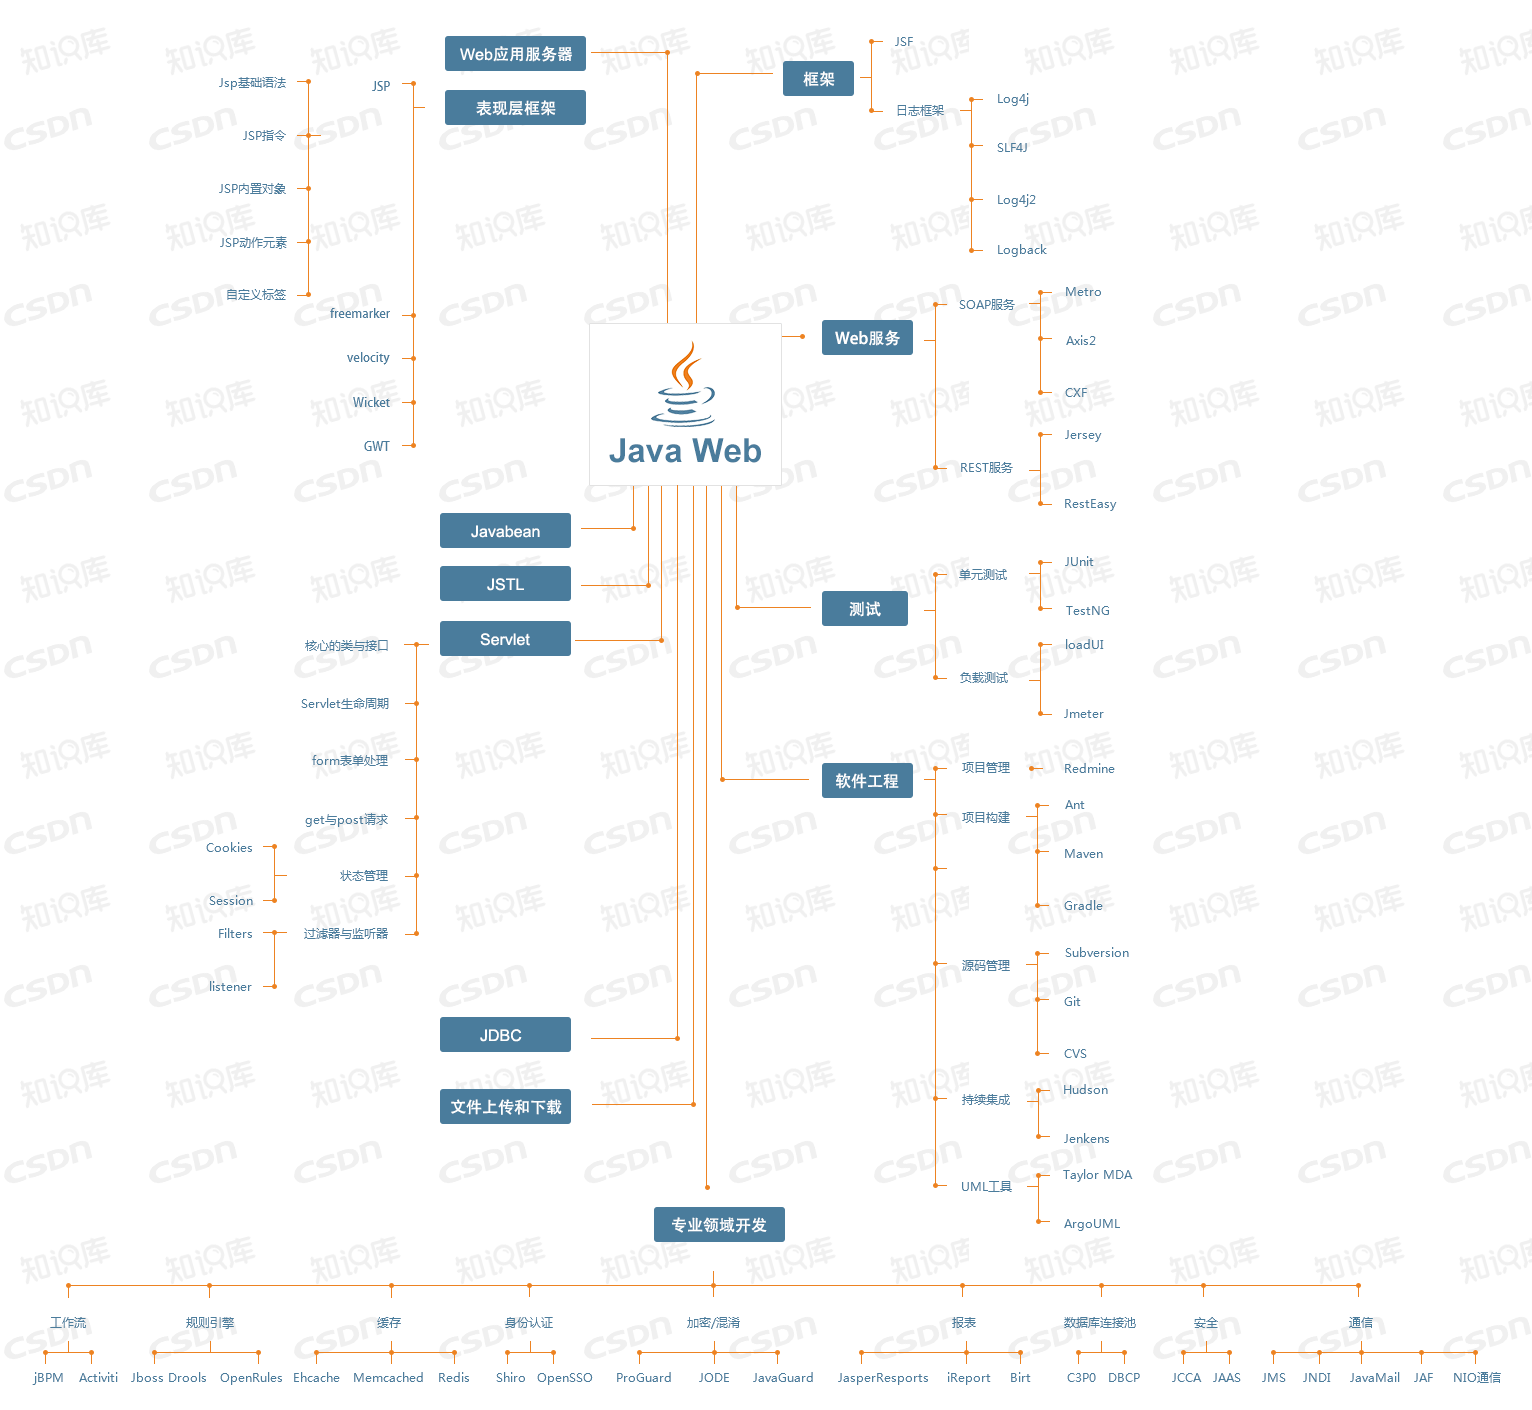 Web应用服务器
表现层框架
JSP
Jsp基础语法
JSP指令
JSP内置对象
JSP动作元素
自定义标签
freemarker
velocity
Wicket
GWT
框架
JSF
日志框架
Log4j
SLF4J
Log4j2
Logback
Web服务
SOAP服务
Metro
Axis2
CXF
REST服务
Jersey
RestEasy
Java Web
Javabean
JSTL
Servlet
核心的类与接口
Servlet生命周期
form表单处理
get与post请求
状态管理
Cookies
Session
过滤器与监听器
Filters
listener
JDBC
文件上传和下载
测试
单元测试
JUnit
TestNG
负载测试
loadUI
Jmeter
软件工程
项目管理
Redmine
项目构建
Ant
Maven
Gradle
源码管理
Subversion
Git
CVS
持续集成
Hudson
Jenkens
UML工具
Taylor MDA
ArgoUML
专业领域开发
工作流
jBPM
Activiti
规则引擎
Jboss Drools
OpenRules
缓存
Ehcache
Memcached
Redis
身份认证
Shiro
OpenSSO
加密/混淆
ProGuard
JODE
JavaGuard
报表
JasperResports
iReport
Birt
数据库连接池
C3P0
DBCP
安全
JCCA
JAAS
通信
JMS
JNDI
JavaMail
JAF
NIO通信
CSDN
知识库